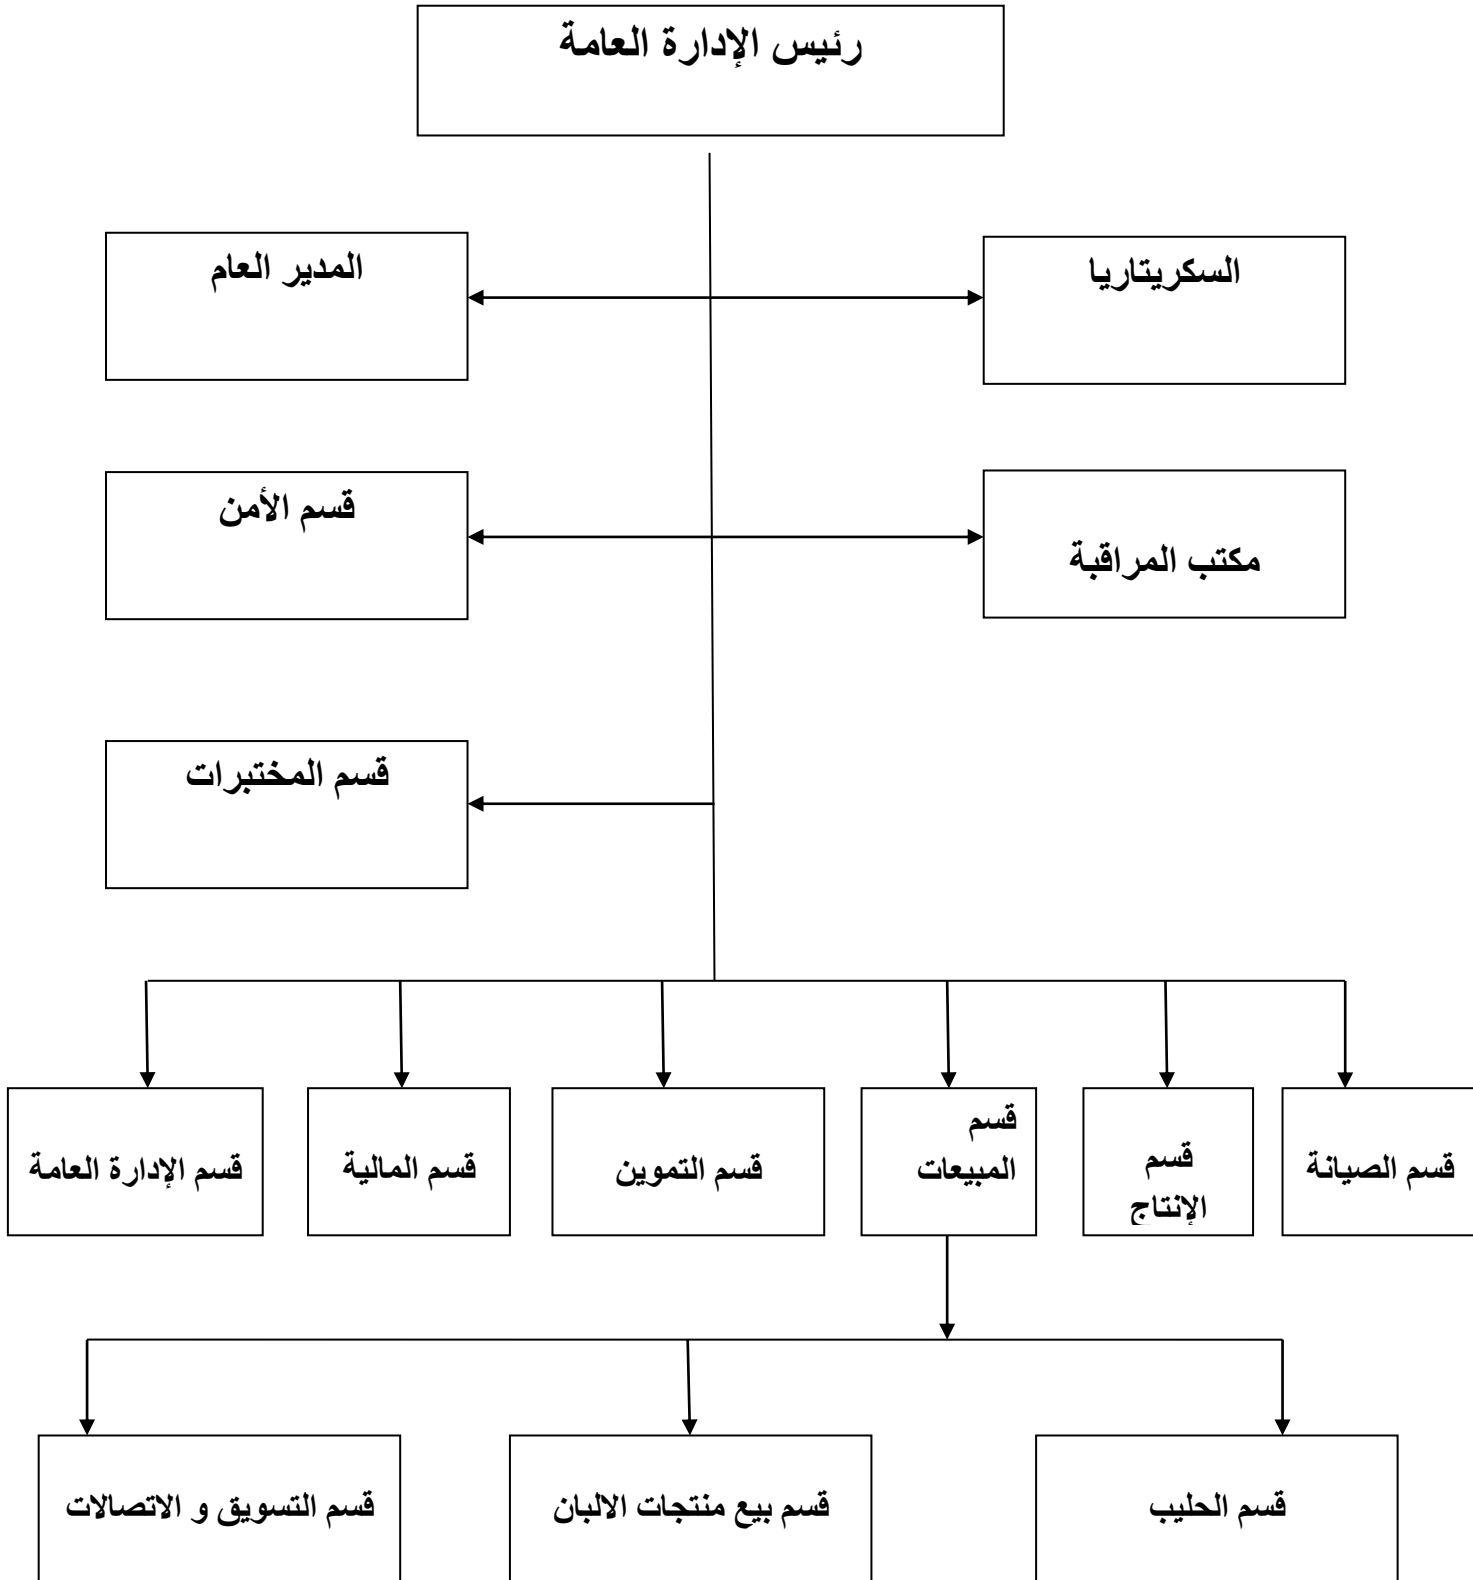 رئيس الإدارة العامة
السكريتاريا
المدير العام
مكتب المراقبة
قسم الأمن
قسم المختبرات
قسم الصيانة
قسم
الإنتاج
قسم
المبيعات
قسم التموين
قسم المالية
قسم الإدارة العامة
قسم الحليب
قسم بيع منتجات الالبان
قسم التسويق و الاتصالات